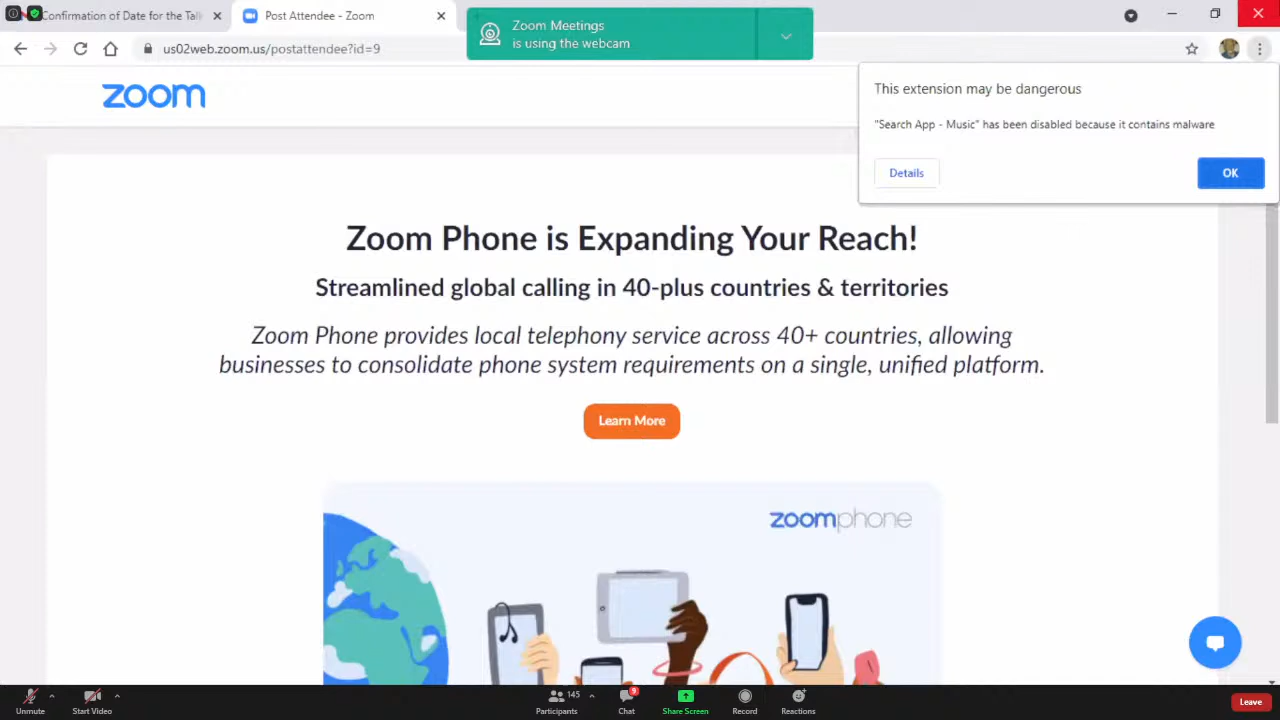 Confirmation of Date for the Talk
Post Attendee - Zoom
Zoom Meetings
is using the webcam
us02web.zoom.us/postattendee?id=9
zoom
This extension may be dangerous
"Search App - Music" has been disabled because it contains malware
Details
OK
Zoom Phone is Expanding Your Reach!
Streamlined global calling in 40-plus countries & territories
Zoom Phone provides local telephony service across 40+ countries, allowing
businesses to consolidate phone system requirements on a single, unified platform.
Learn More
zoomphone
Unmute
Start Video
145
Participants
9
Chat
Share Screen
Record
Reactions
Leave